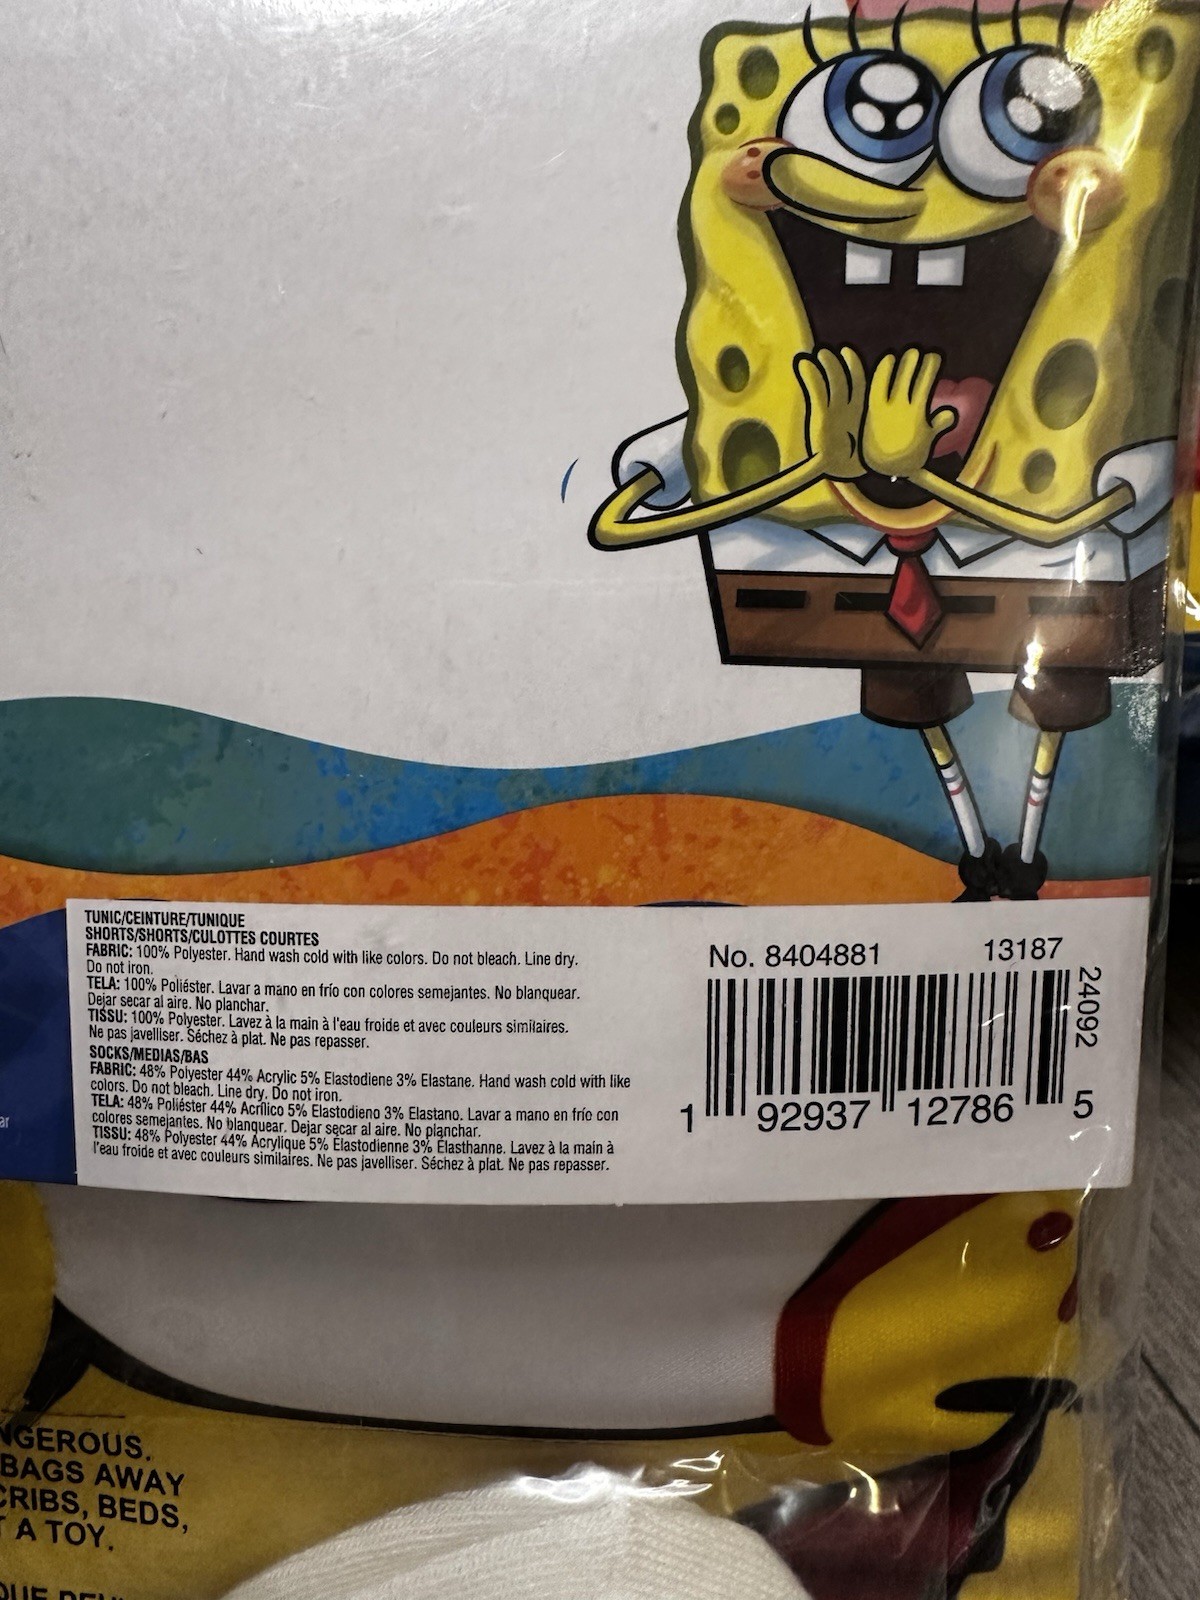 TUNIC/CEINTURE/TUNIQUE
SHORTS/SHORTS/CULOTTES COURTES
FABRIC: 100% Polyester. Hand wash cold with like colors. Do not bleach. Line dry.
Do not iron.
TELA: 100% Poliéster. Lavar a mano en frío con colores semejantes. No blanquear.
Dejar secar al aire. No planchar.
TISSU: 100% Polyester. Lavez à la main à l'eau froide et avec couleurs similaires.
Ne pas javelliser. Séchez à plat. Ne pas repasser.
SOCKS/MEDIAS/BAS
FABRIC: 48% Polyester 44% Acrylic 5% Elastodiene 3% Elastane. Hand wash cold with like
colors. Do not bleach. Line dry. Do not iron.
TELA: 48% Poliéster 44% Acrílico 5% Elastodieno 3% Elastano. Lavar a mano en frío con
colores semejantes. No blanquear. Dejar secar al aire. No planchar.
TISSU: 48% Polyester 44% Acrylique 5% Elastodienne 3% Elasthanne. Lavez à la main à
l'eau froide et avec couleurs similaires. Ne pas javelliser. Séchez à plat. Ne pas repasser.
No. 8404881 13187
24092
1 92937 12786 5
NGEROUS.
BAGS AWAY
CRIBS, BEDS,
T A TOY.